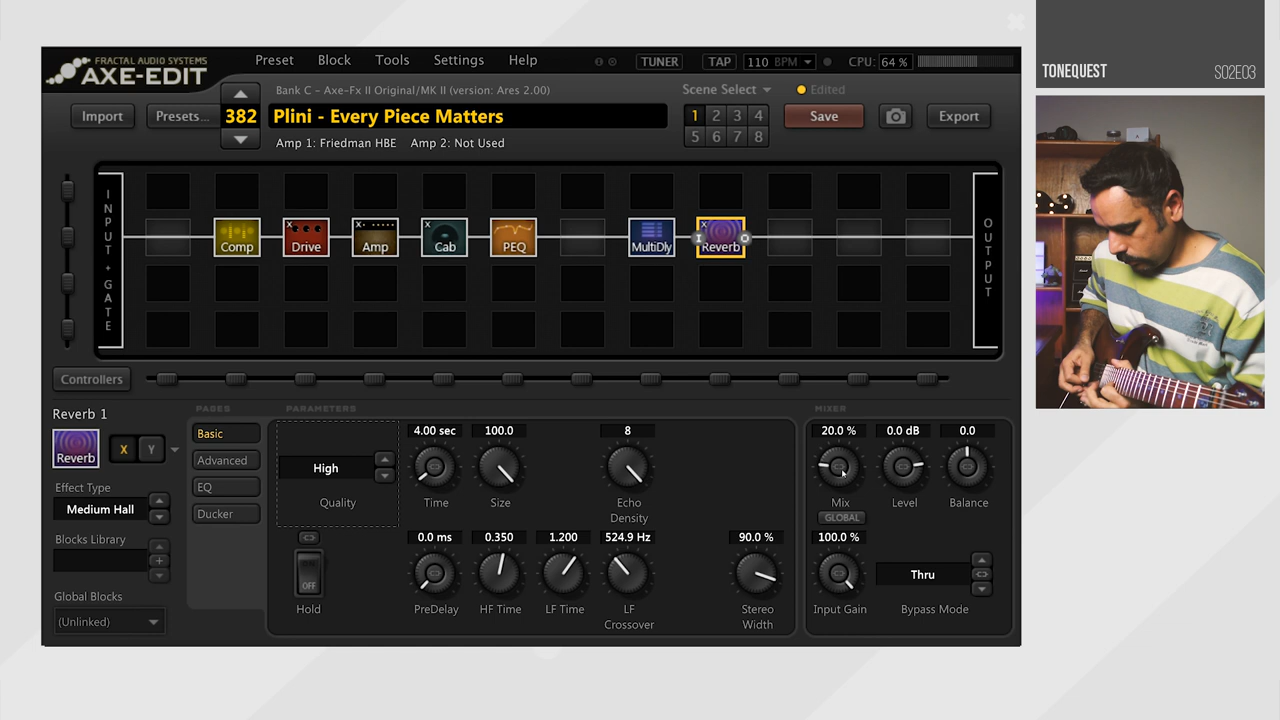 FRACTAL AUDIO SYSTEMS
AXE-EDIT
Preset Block Tools Settings Help
TUNER TAP 110 BPM CPU: 64 %
Bank C - Axe-Fx II Original/MK II (version: Ares 2.00)
Scene Select Edited
Import Presets... 382 Plini - Every Piece Matters 1 2 3 4 Save Export
5 6 7 8
Amp 1: Friedman HBE Amp 2: Not Used
INPUT + GATE
X X X X
Comp Drive Amp Cab PEQ MultiDly I Reverb O
OUTPUT
Controllers
Reverb 1
X Y
Reverb
Effect Type
Medium Hall
Blocks Library
Global Blocks
(Unlinked)
PAGES
Basic
Advanced
EQ
Ducker
PARAMETERS
4.00 sec 100.0 8
High
Quality Time Size Echo Density
0.0 ms 0.350 1.200 524.9 Hz 90.0 %
OFF
Hold PreDelay HF Time LF Time LF Crossover Stereo Width
MIXER
20.0 % 0.0 dB 0.0
Mix Level Balance
GLOBAL
100.0 %
Thru
Input Gain Bypass Mode
TONEQUEST S02E03